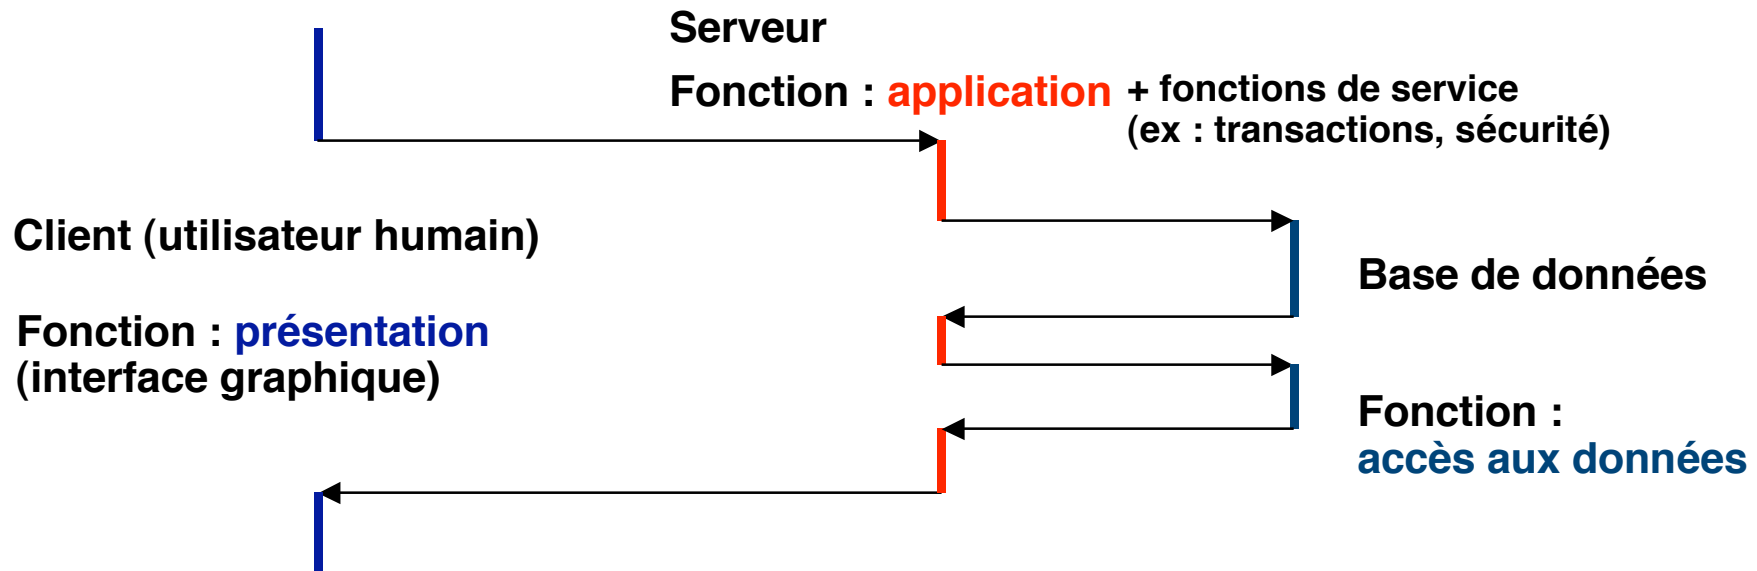 Serveur
Fonction : application + fonctions de service
(ex : transactions, sécurité)
Client (utilisateur humain)
Fonction : présentation
(interface graphique)
Base de données
Fonction :
accès aux données